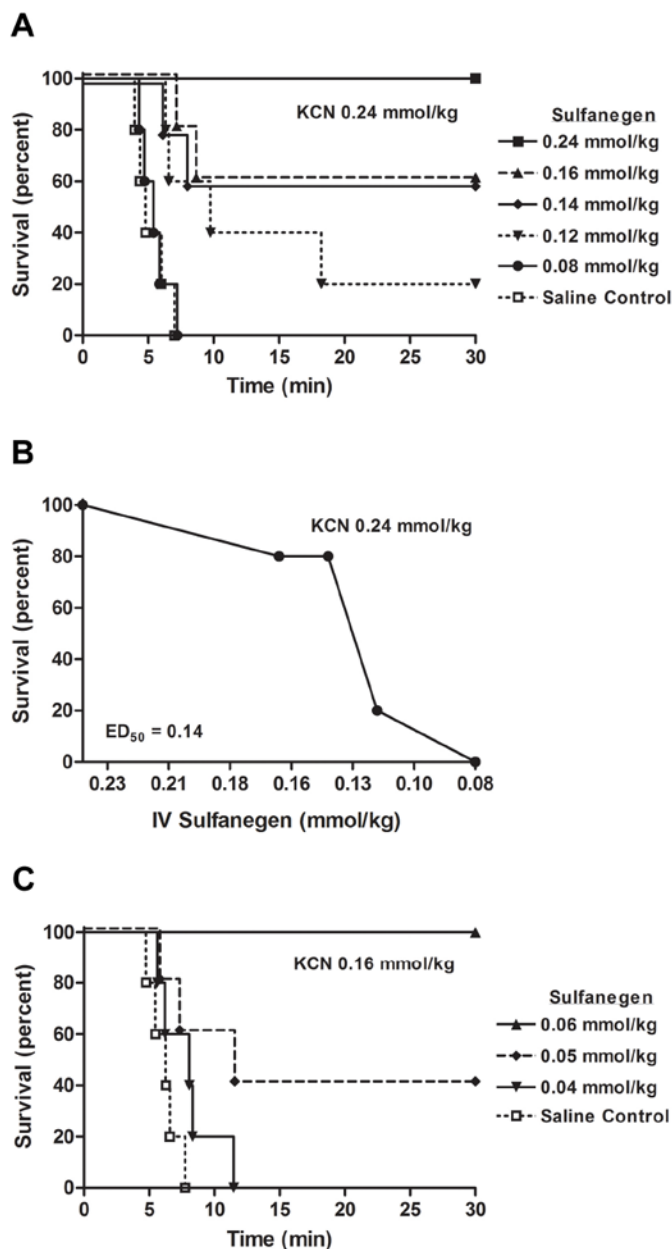 A
KCN 0.24 mmol/kg
Survival (percent)
100
80
60
40
20
0
0 5 10 15 20 25 30
Time (min)
Sulfanegen
0.24 mmol/kg
0.16 mmol/kg
0.14 mmol/kg
0.12 mmol/kg
0.08 mmol/kg
Saline Control
B
KCN 0.24 mmol/kg
Survival (percent)
100
80
60
40
20
0
ED50 = 0.14
0.23 0.21 0.18 0.16 0.13 0.10 0.08
IV Sulfanegen (mmol/kg)
C
KCN 0.16 mmol/kg
Survival (percent)
100
80
60
40
20
0
0 5 10 15 20 25 30
Time (min)
Sulfanegen
0.06 mmol/kg
0.05 mmol/kg
0.04 mmol/kg
Saline Control